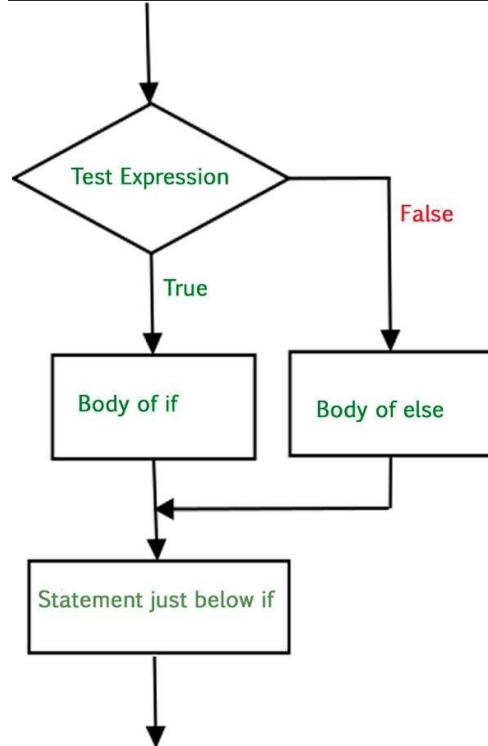 Test Expression
False
True
Body of if
Body of else
Statement just below if